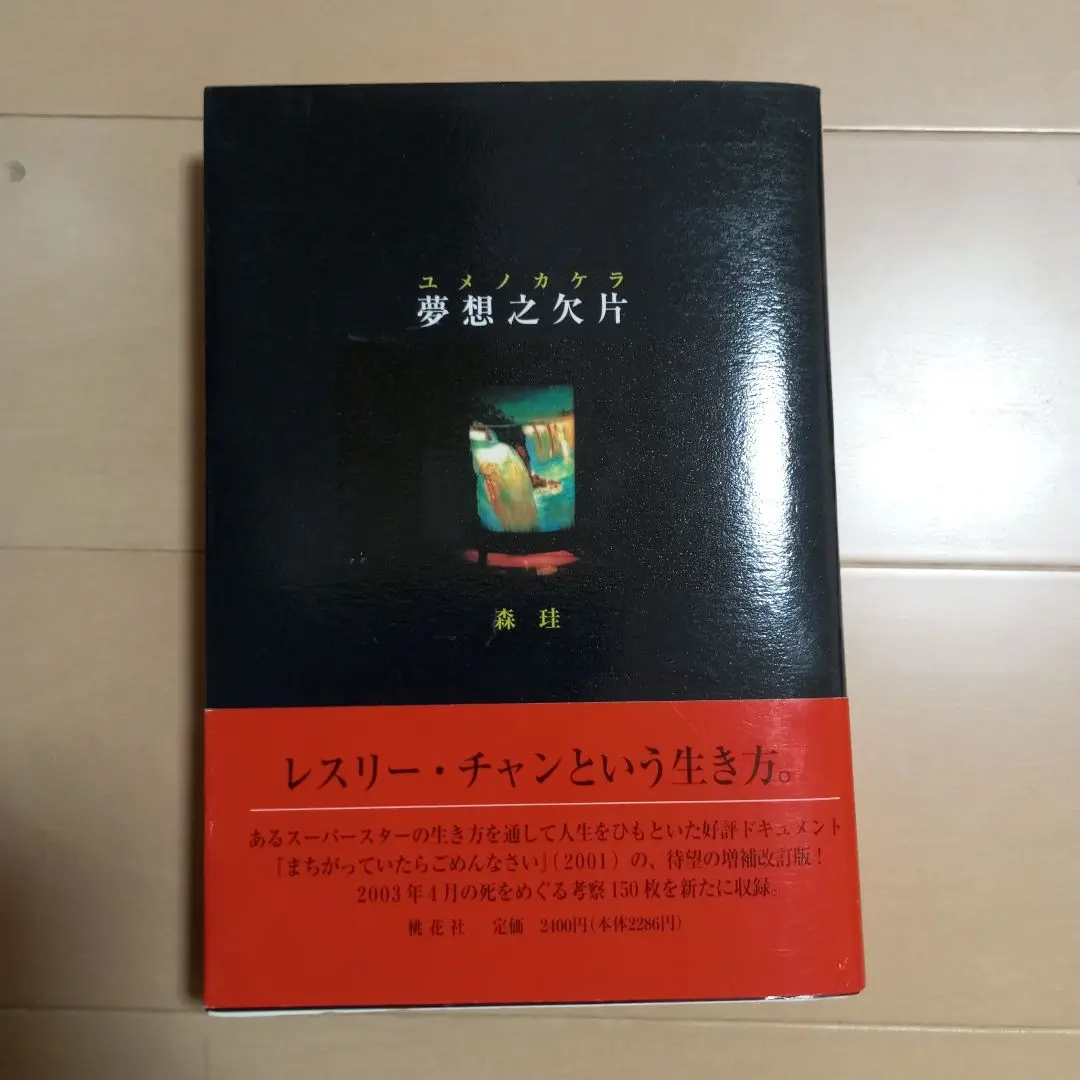 ユメノカケラ
夢想之欠片
森 珪
レスリー・チャンという生き方。
あるスーパースターの生き方を通して人生をひもといた好評ドキュメント
『まちがっていたらごめんなさい』(2001)の、待望の増補改訂版!
2003年4月の死をめぐる考察150枚を新たに収録。
桃花社 定価 2400円(本体2286円)